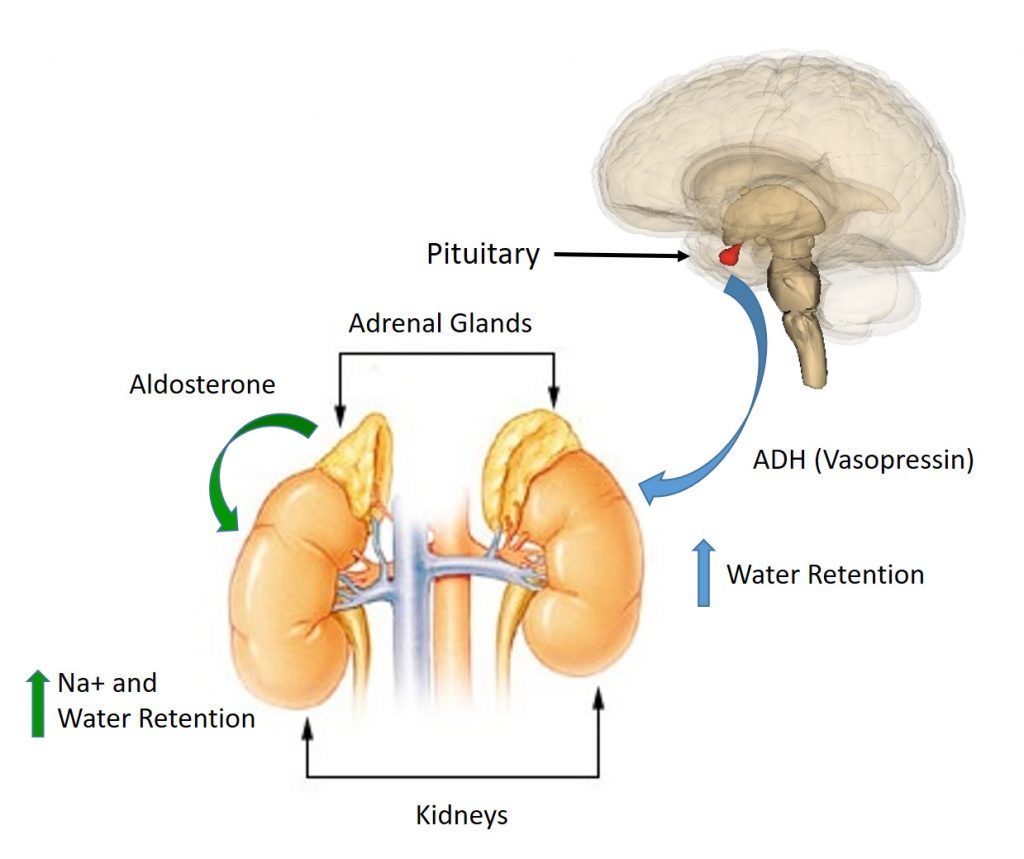 Pituitary
Adrenal Glands
Aldosterone
ADH (Vasopressin)
Water Retention
Na+ and
Water Retention
Kidneys